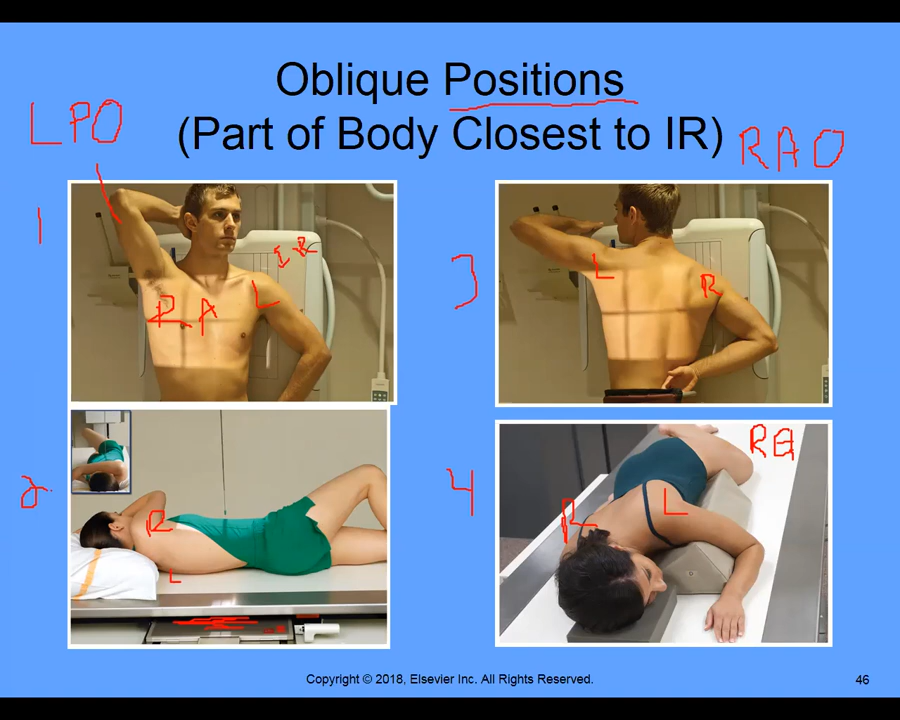 Oblique Positions
(Part of Body Closest to IR)
LPO
RAO
1
IR
R A L
3
L
R
2
R
L
4
R
L
Copyright © 2018, Elsevier Inc. All Rights Reserved.
46